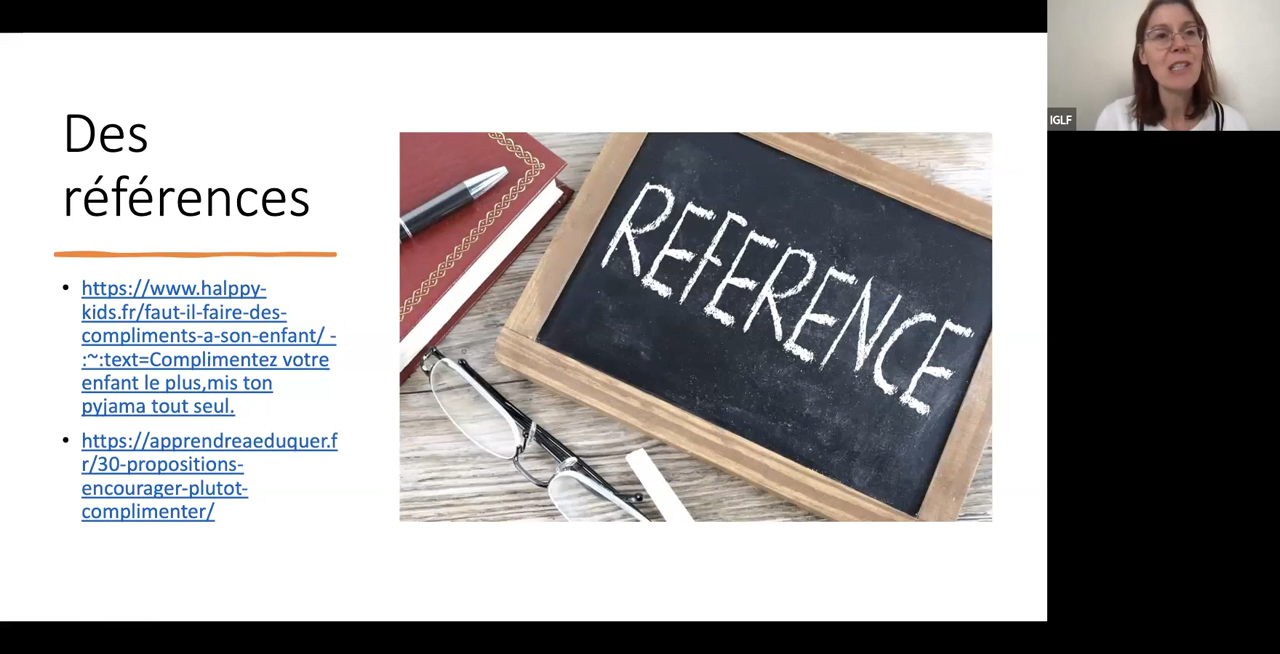 Des
références
https://www.halppy-
kids.fr/faut-il-faire-des-
compliments-a-son-enfant/ -
:~:text=Complimentez votre
enfant le plus,mis ton
pyjama tout seul.
https://apprendreaeduquer.f
r/30-propositions-
encourager-plutot-
complimenter/
REFERENCE
IGLF